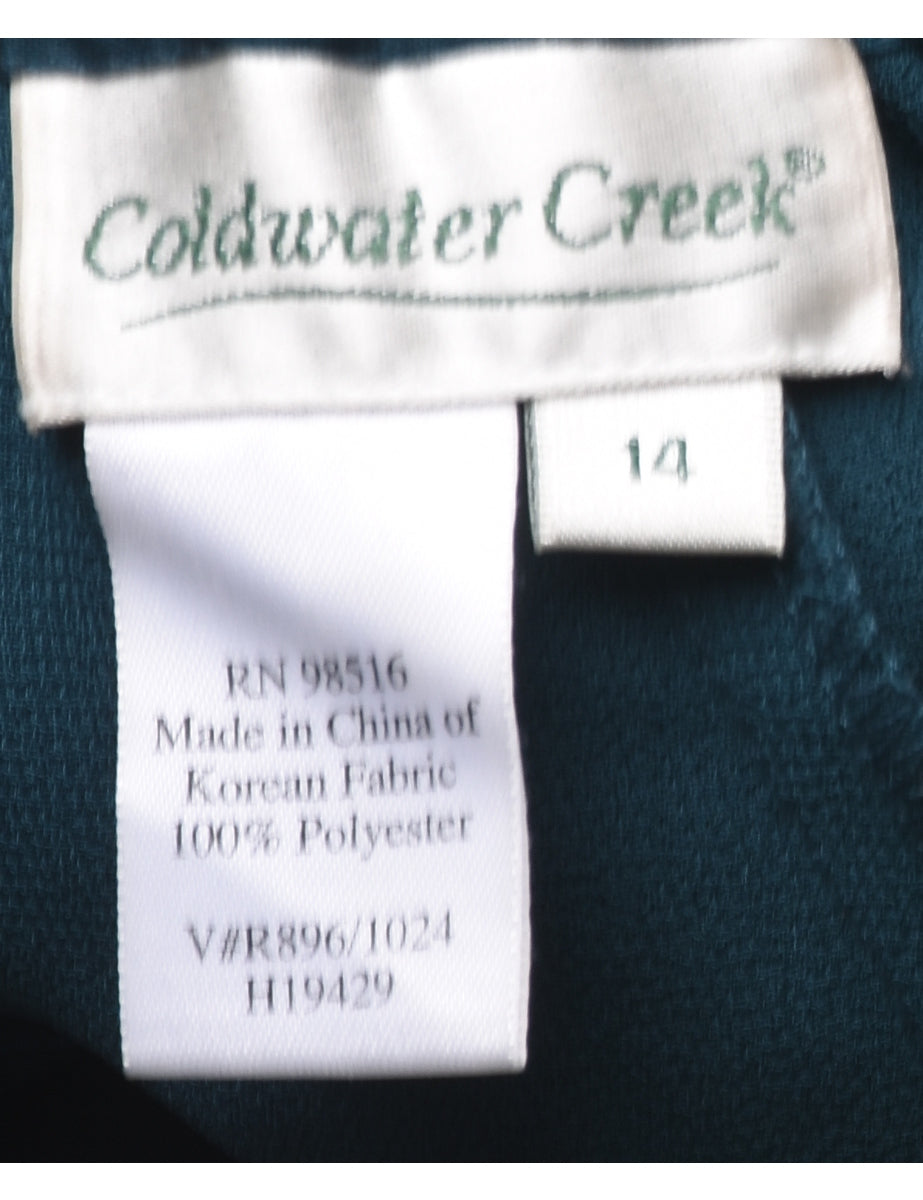 Coldwater Creek®
14
RN 98516
Made in China of
Korean Fabric
100% Polyester
V#R896/1024
H19429